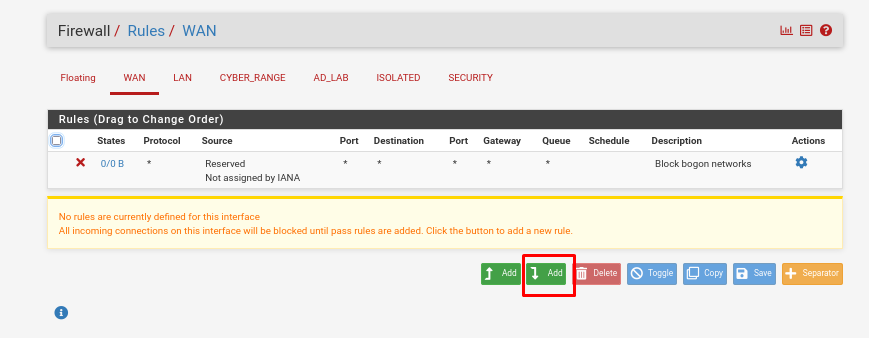 Firewall / Rules / WAN
Floating WAN LAN CYBER_RANGE AD_LAB ISOLATED SECURITY
Rules (Drag to Change Order)
States Protocol Source Port Destination Port Gateway Queue Schedule Description Actions
0/0 B * Reserved * * * * * Block bogon networks
Not assigned by IANA
No rules are currently defined for this interface
All incoming connections on this interface will be blocked until pass rules are added. Click the button to add a new rule.
Add Add Delete Toggle Copy Save Separator